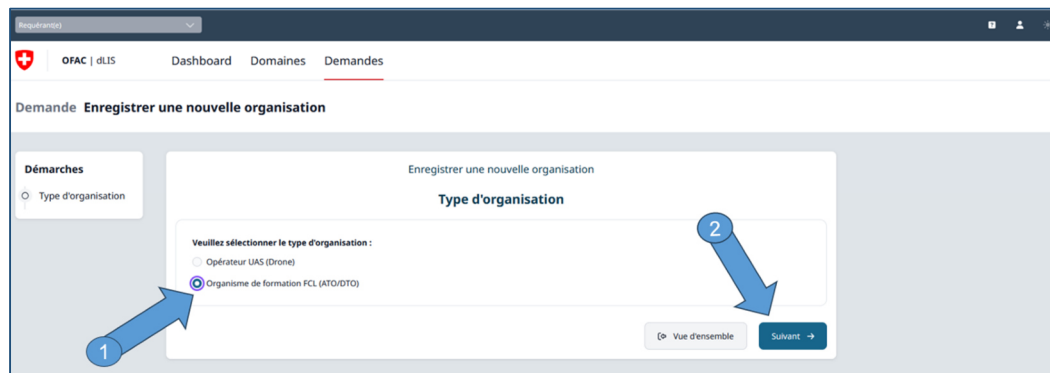 Requérant(e)
OFAC | dLIS Dashboard Domaines Demandes
Demande Enregistrer une nouvelle organisation
Démarches
Type d'organisation
Enregistrer une nouvelle organisation
Type d'organisation
Veuillez sélectionner le type d'organisation :
Opérateur UAS (Drone)
Organisme de formation FCL (ATO/DTO)
Vue d'ensemble
Suivant →
1
2